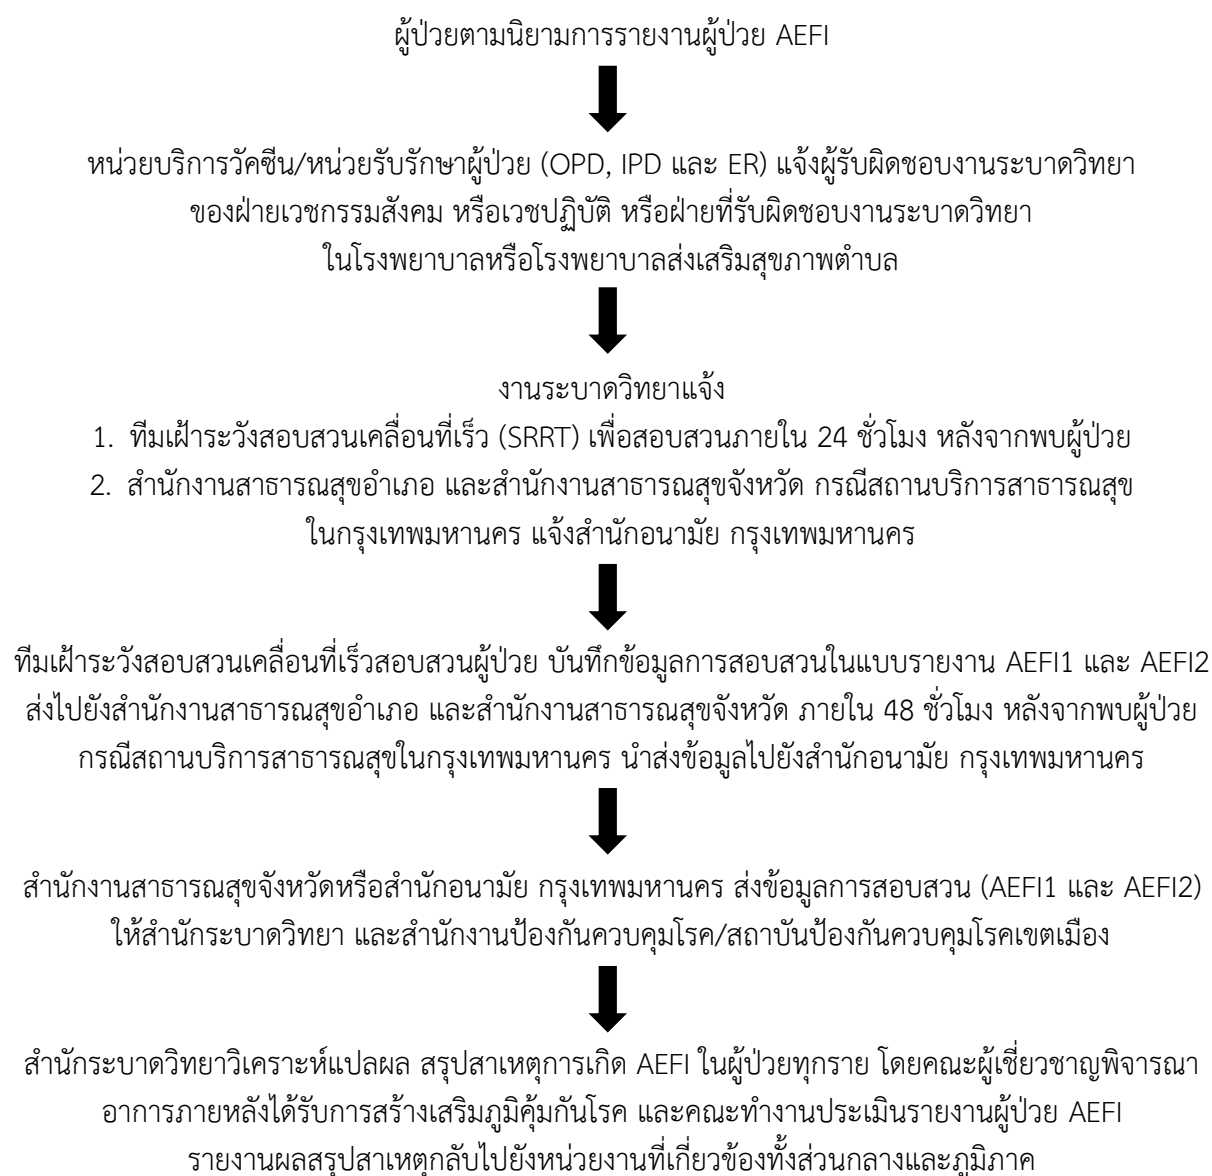 ผู้ป่วยตามนิยามการรายงานผู้ป่วย AEFI
หน่วยบริการวัคซีน/หน่วยรับรักษาผู้ป่วย (OPD, IPD และ ER) แจ้งผู้รับผิดชอบงานระบาดวิทยา
ของฝ่ายเวชกรรมสังคม หรือเวชปฏิบัติ หรือฝ่ายที่รับผิดชอบงานระบาดวิทยา
ในโรงพยาบาลหรือโรงพยาบาลส่งเสริมสุขภาพตำบล
งานระบาดวิทยาแจ้ง
1. ทีมเฝ้าระวังสอบสวนเคลื่อนที่เร็ว (SRRT) เพื่อสอบสวนภายใน 24 ชั่วโมง หลังจากพบผู้ป่วย
2. สำนักงานสาธารณสุขอำเภอ และสำนักงานสาธารณสุขจังหวัด กรณีสถานบริการสาธารณสุข
ในกรุงเทพมหานคร แจ้งสำนักอนามัย กรุงเทพมหานคร
ทีมเฝ้าระวังสอบสวนเคลื่อนที่เร็วสอบสวนผู้ป่วย บันทึกข้อมูลการสอบสวนในแบบรายงาน AEFI1 และ AEFI2
ส่งไปยังสำนักงานสาธารณสุขอำเภอ และสำนักงานสาธารณสุขจังหวัด ภายใน 48 ชั่วโมง หลังจากพบผู้ป่วย
กรณีสถานบริการสาธารณสุขในกรุงเทพมหานคร นำส่งข้อมูลไปยังสำนักอนามัย กรุงเทพมหานคร
สำนักงานสาธารณสุขจังหวัดหรือสำนักอนามัย กรุงเทพมหานคร ส่งข้อมูลการสอบสวน (AEFI1 และ AEFI2)
ให้สำนักระบาดวิทยา และสำนักงานป้องกันควบคุมโรค/สถาบันป้องกันควบคุมโรคเขตเมือง
สำนักระบาดวิทยาวิเคราะห์แปลผล สรุปสาเหตุการเกิด AEFI ในผู้ป่วยทุกราย โดยคณะผู้เชี่ยวชาญพิจารณา
อาการภายหลังได้รับการสร้างเสริมภูมิคุ้มกันโรค และคณะทำงานประเมินรายงานผู้ป่วย AEFI
รายงานผลสรุปสาเหตุกลับไปยังหน่วยงานที่เกี่ยวข้องทั้งส่วนกลางและภูมิภาค